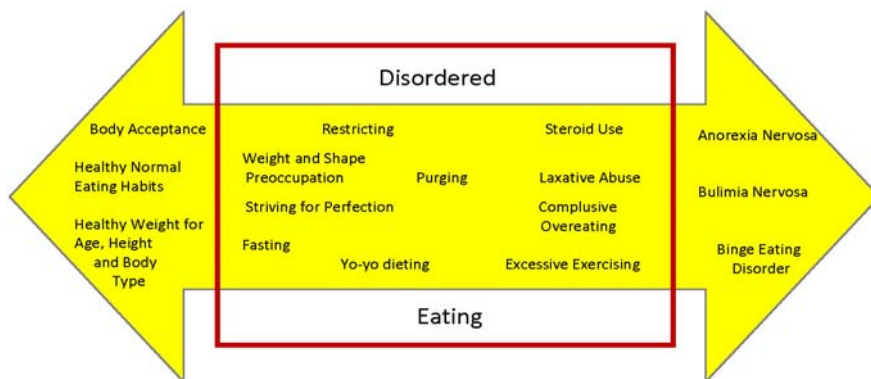 Disordered
Body Acceptance
Healthy Normal
Eating Habits
Healthy Weight for
Age, Height
and Body
Type
Restricting
Steroid Use
Weight and Shape
Preoccupation
Purging
Laxative Abuse
Striving for Perfection
Complusive
Overeating
Fasting
Yo-yo dieting
Excessive Exercising
Anorexia Nervosa
Bulimia Nervosa
Binge Eating
Disorder
Eating